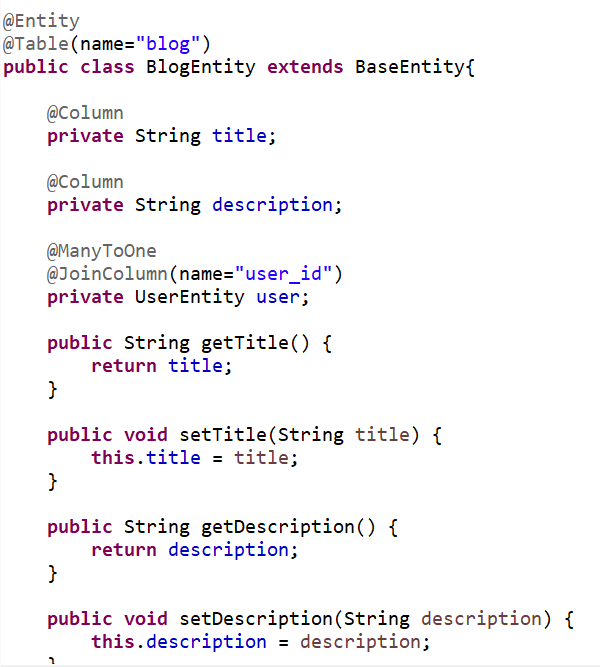 @Entity
@Table(name="blog")
public class BlogEntity extends BaseEntity{
@Column
private String title;
@Column
private String description;
@ManyToOne
@JoinColumn(name="user_id")
private UserEntity user;
public String getTitle() {
return title;
}
public void setTitle(String title) {
this.title = title;
}
public String getDescription() {
return description;
}
public void setDescription(String description) {
this.description = description;
}